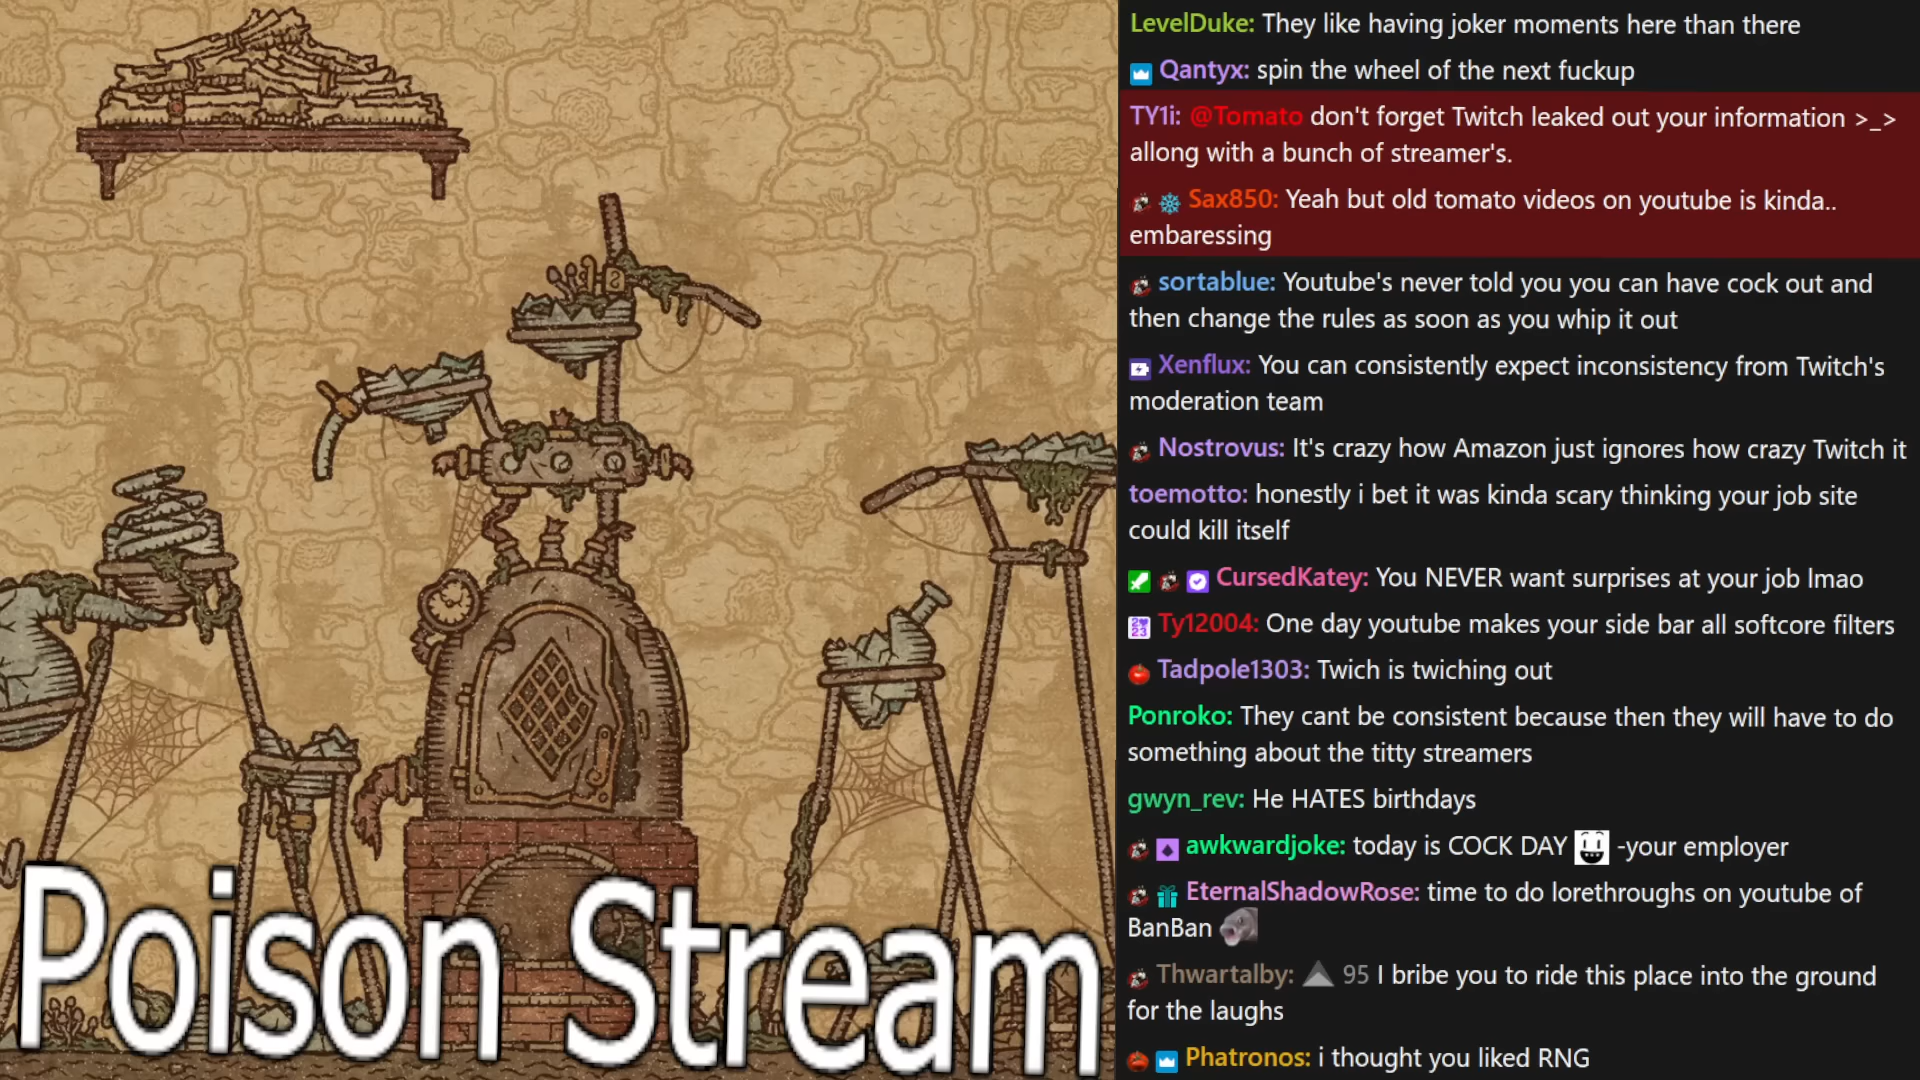 LevelDuke: They like having joker moments here than there
Qantyx: spin the wheel of the next fuckup
TY1i: @Tomato don't forget Twitch leaked out your information >_>
allong with a bunch of streamer's.
Sax850: Yeah but old tomato videos on youtube is kinda..
embaressing
sortablue: Youtube's never told you you can have cock out and
then change the rules as soon as you whip it out
Xenflux: You can consistently expect inconsistency from Twitch's
moderation team
Nostrovus: It's crazy how Amazon just ignores how crazy Twitch it
toemotto: honestly i bet it was kinda scary thinking your job site
could kill itself
CursedKatey: You NEVER want surprises at your job lmao
Ty12004: One day youtube makes your side bar all softcore filters
Tadpole1303: Twich is twiching out
Ponroko: They cant be consistent because then they will have to do
something about the titty streamers
gwyn_rev: He HATES birthdays
awkwardjoke: today is COCK DAY -your employer
EternalShadowRose: time to do lorethroughs on youtube of
BanBan
Thwartalby: 95 I bribe you to ride this place into the ground
for the laughs
Phatronos: i thought you liked RNG
Poison Stream